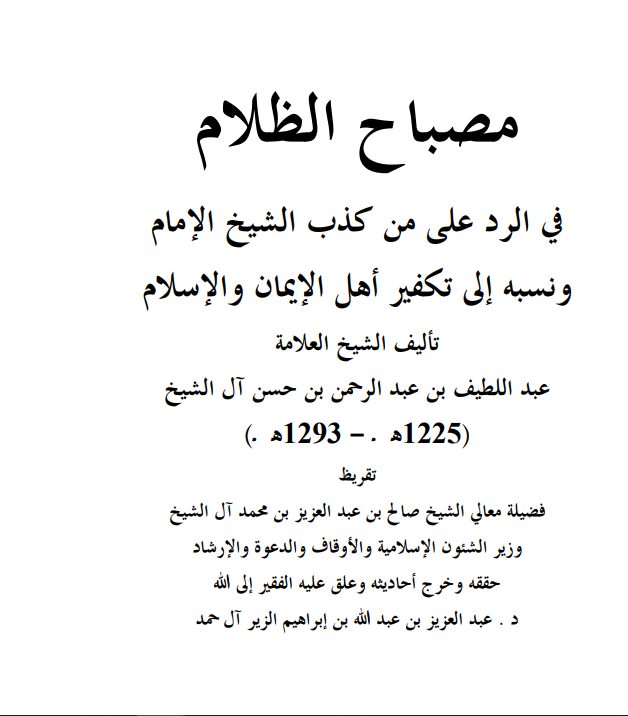 مصباح الظلام
في الرد على من كذب الشيخ الإمام
ونسبه إلى تكفير أهل الإيمان والإسلام
تأليف الشيخ العلامة
عبد اللطيف بن عبد الرحمن بن حسن آل الشيخ
(1225ه . – 1293ه .)
تقريظ
فضيلة معالي الشيخ صالح بن عبد العزيز بن محمد آل الشيخ
وزير الشئون الإسلامية والأوقاف والدعوة والإرشاد
حققه وخرج أحاديثه وعلق عليه الفقير إلى الله
د . عبد العزيز بن عبد الله بن إبراهيم الزير آل حمد